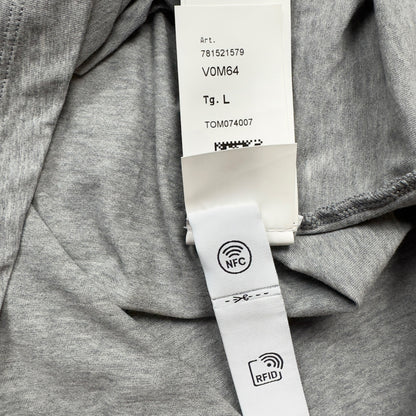 Art.
781521579
V0M64
Tg. L
TOM074007
NFC
RFID